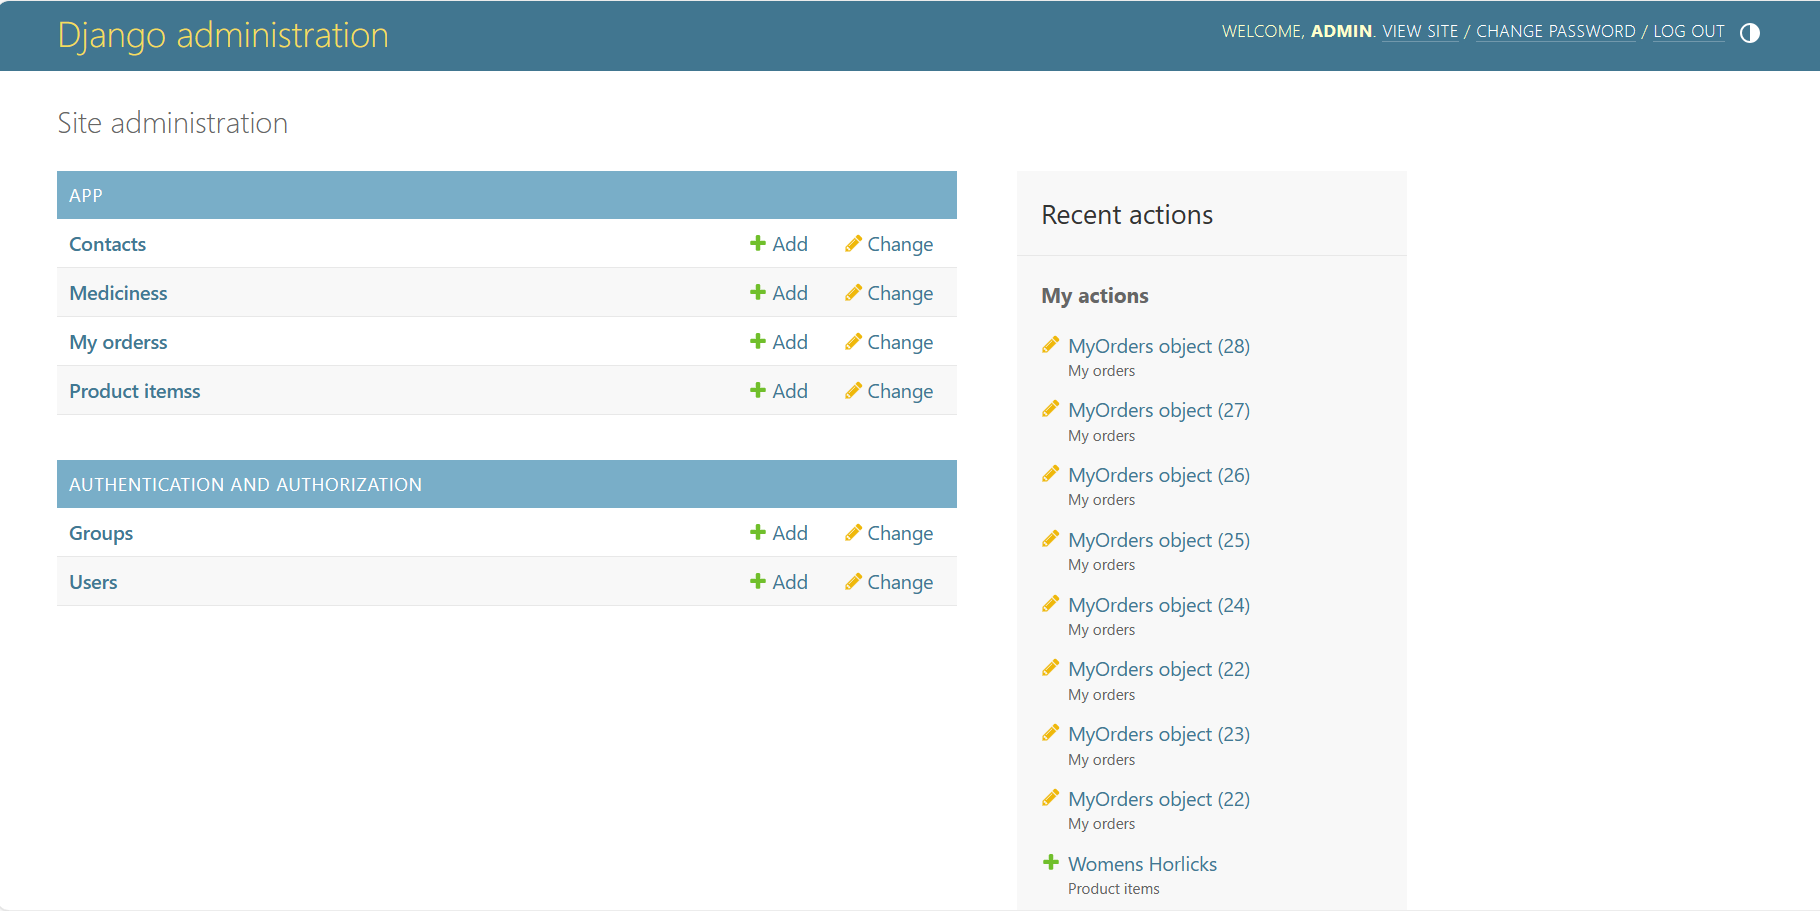 Django administration
WELCOME, ADMIN. VIEW SITE / CHANGE PASSWORD / LOG OUT
Site administration
APP
Contacts Add Change
Mediciness Add Change
My orderss Add Change
Product itemss Add Change
AUTHENTICATION AND AUTHORIZATION
Groups Add Change
Users Add Change
Recent actions
My actions
MyOrders object (28)
My orders
MyOrders object (27)
My orders
MyOrders object (26)
My orders
MyOrders object (25)
My orders
MyOrders object (24)
My orders
MyOrders object (22)
My orders
MyOrders object (23)
My orders
MyOrders object (22)
My orders
Womens Horlicks
Product items